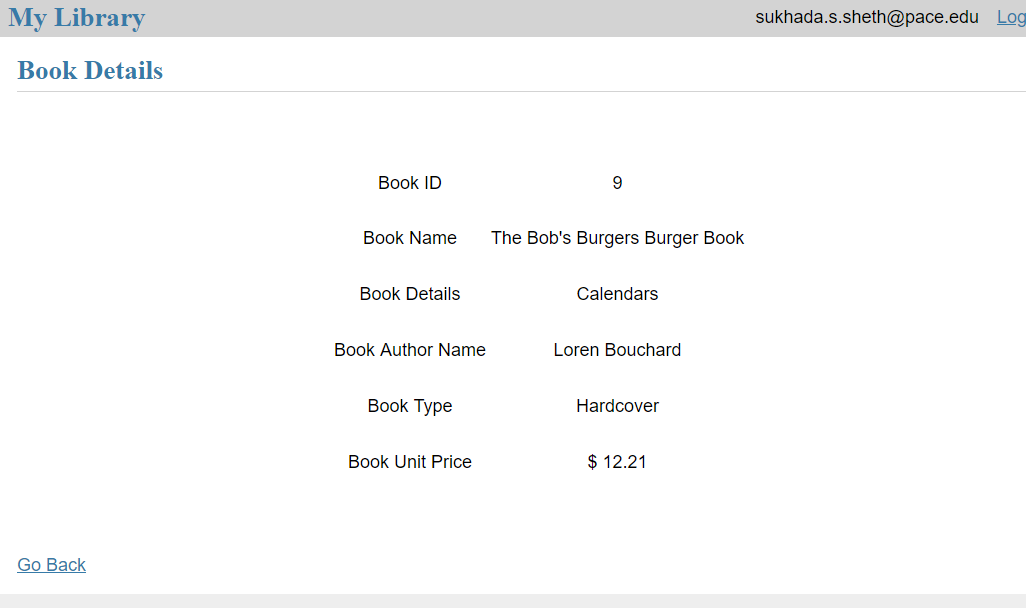 My Library sukhada.s.sheth@pace.edu Log
Book Details
Book ID 9
Book Name The Bob's Burgers Burger Book
Book Details Calendars
Book Author Name Loren Bouchard
Book Type Hardcover
Book Unit Price $ 12.21
Go Back